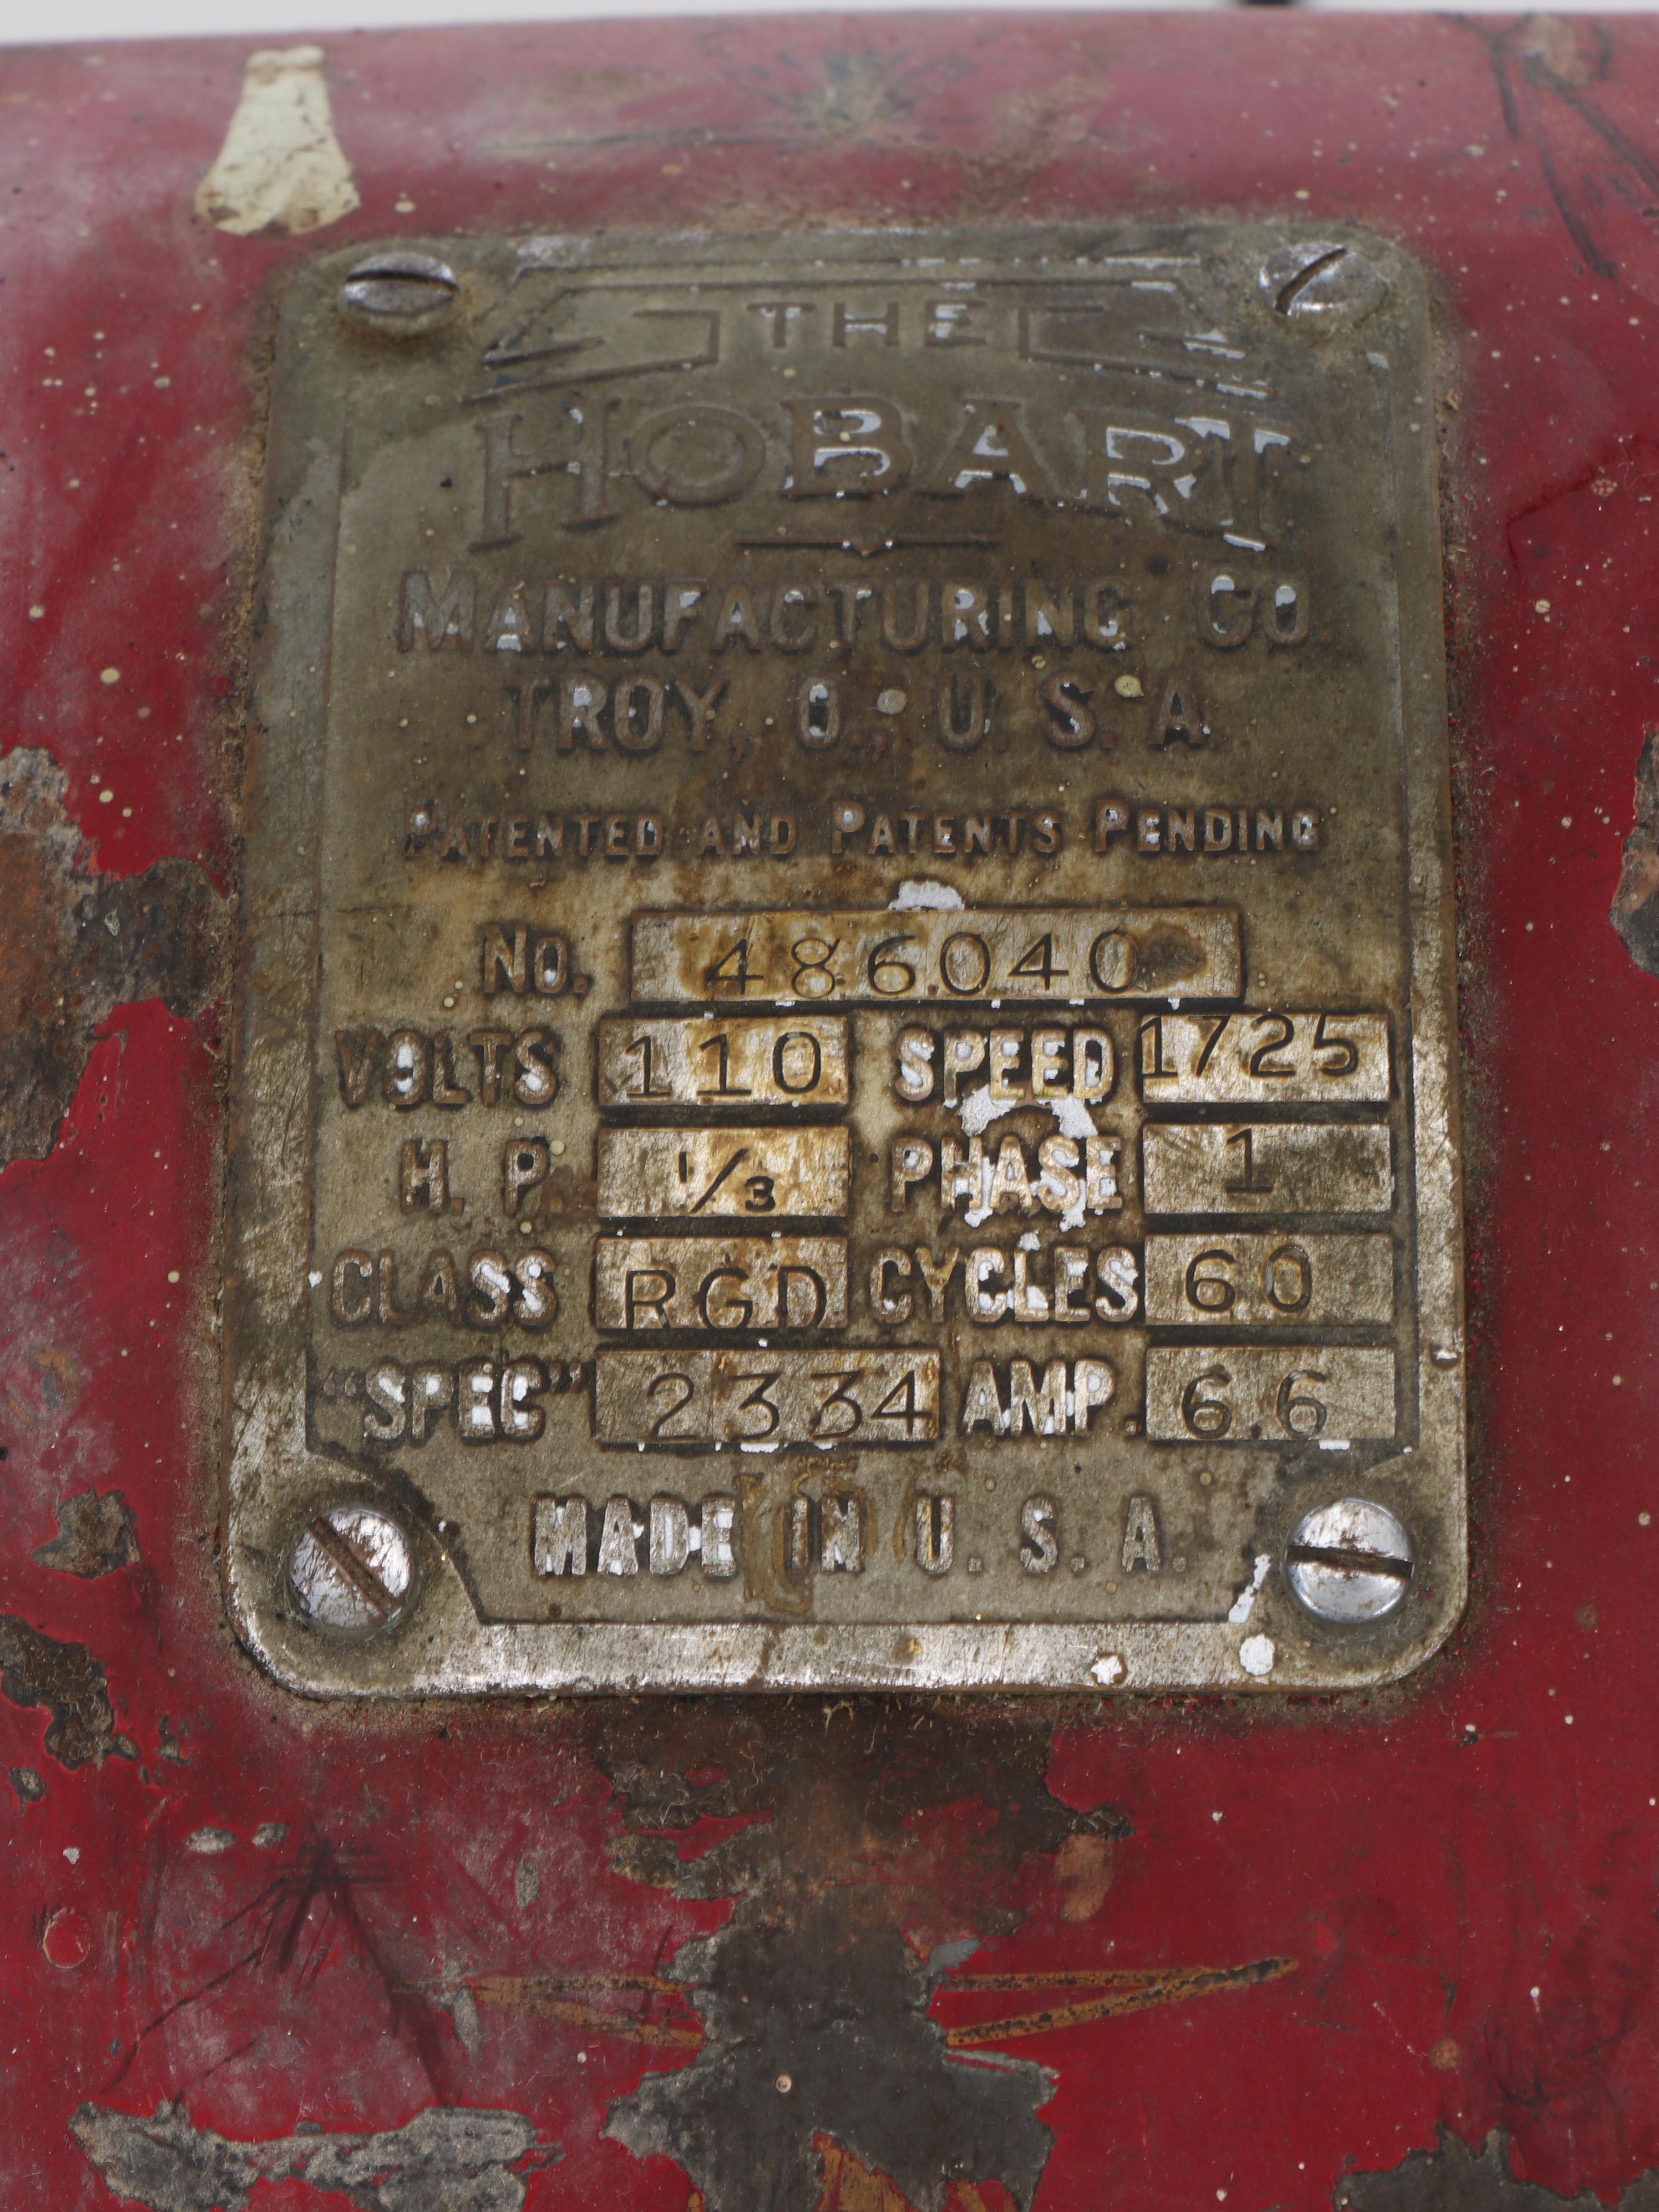 THE
HOBART
MANUFACTURING CO.
TROY, O., U. S. A.
PATENTED AND PATENTS PENDING
No. 486040
VOLTS 110 SPEED 1725
H. P. 1/3 PHASE 1
CLASS RGD CYCLES 60
"SPEC" 2334 AMP. 6.6
MADE IN U. S. A.